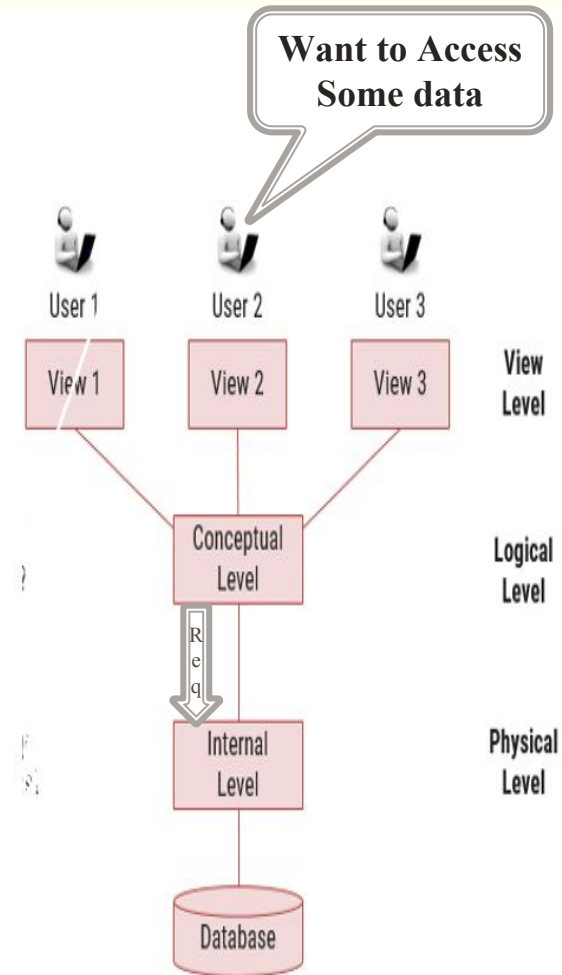 Want to Access
Some data
User 1
User 2
User 3
View 1
View 2
View 3
View
Level
Conceptual
Level
Logical
Level
?
R
e
q
Internal
Level
Physical
Level
Database